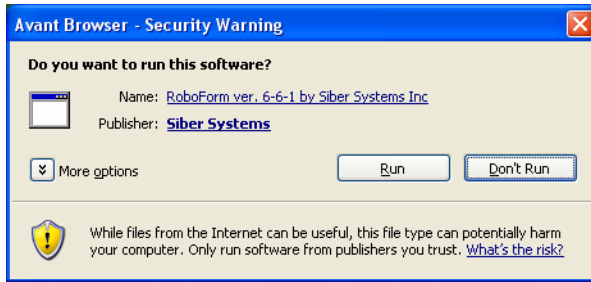 Avant Browser - Security Warning
Do you want to run this software?
Name: RoboForm ver. 6-6-1 by Siber Systems Inc
Publisher: Siber Systems
More options
Run
Don't Run
While files from the Internet can be useful, this file type can potentially harm
your computer. Only run software from publishers you trust. What's the risk?